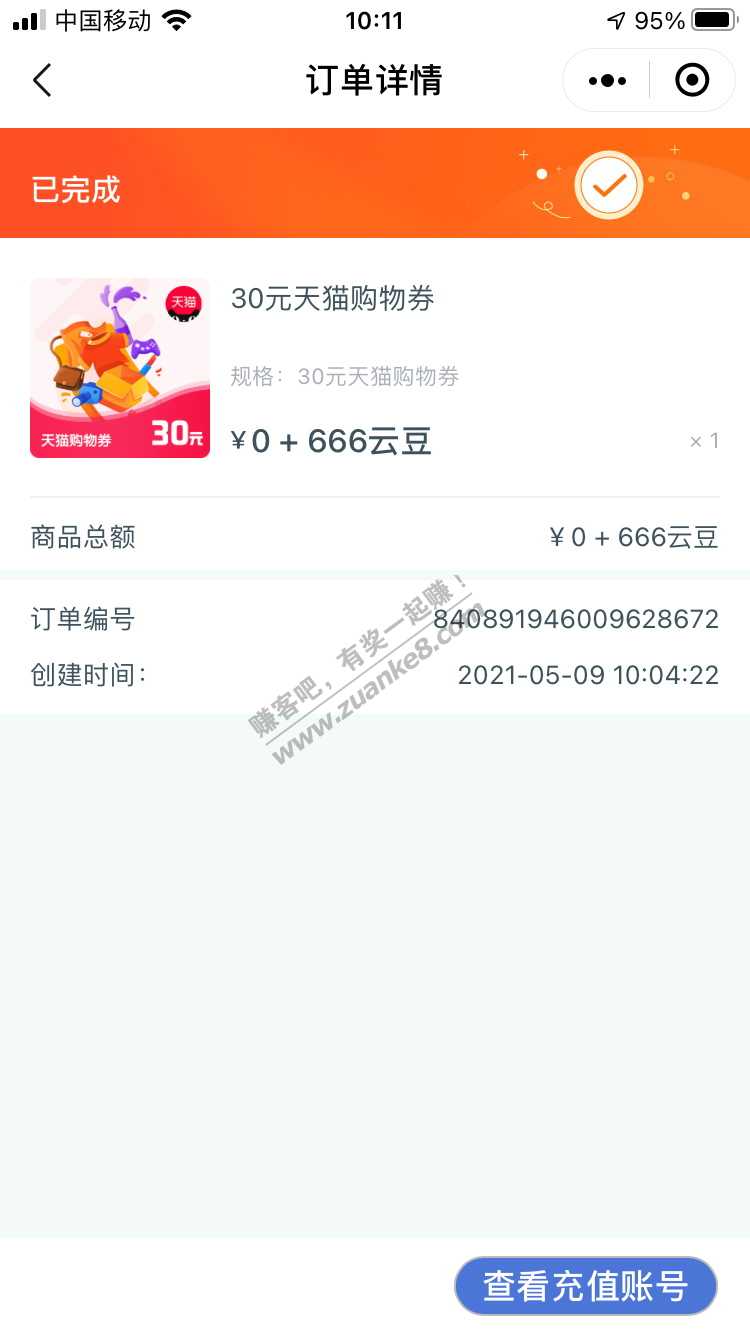 中国移动 10:11 95%
订单详情
已完成
天猫
天猫购物券 30元
30元天猫购物券
规格：30元天猫购物券
¥0 + 666云豆 × 1
商品总额 ¥0 + 666云豆
订单编号 840891946009628672
创建时间： 2021-05-09 10:04:22
赚客吧，有奖一起赚！
www.zuanke8.com
查看充值账号